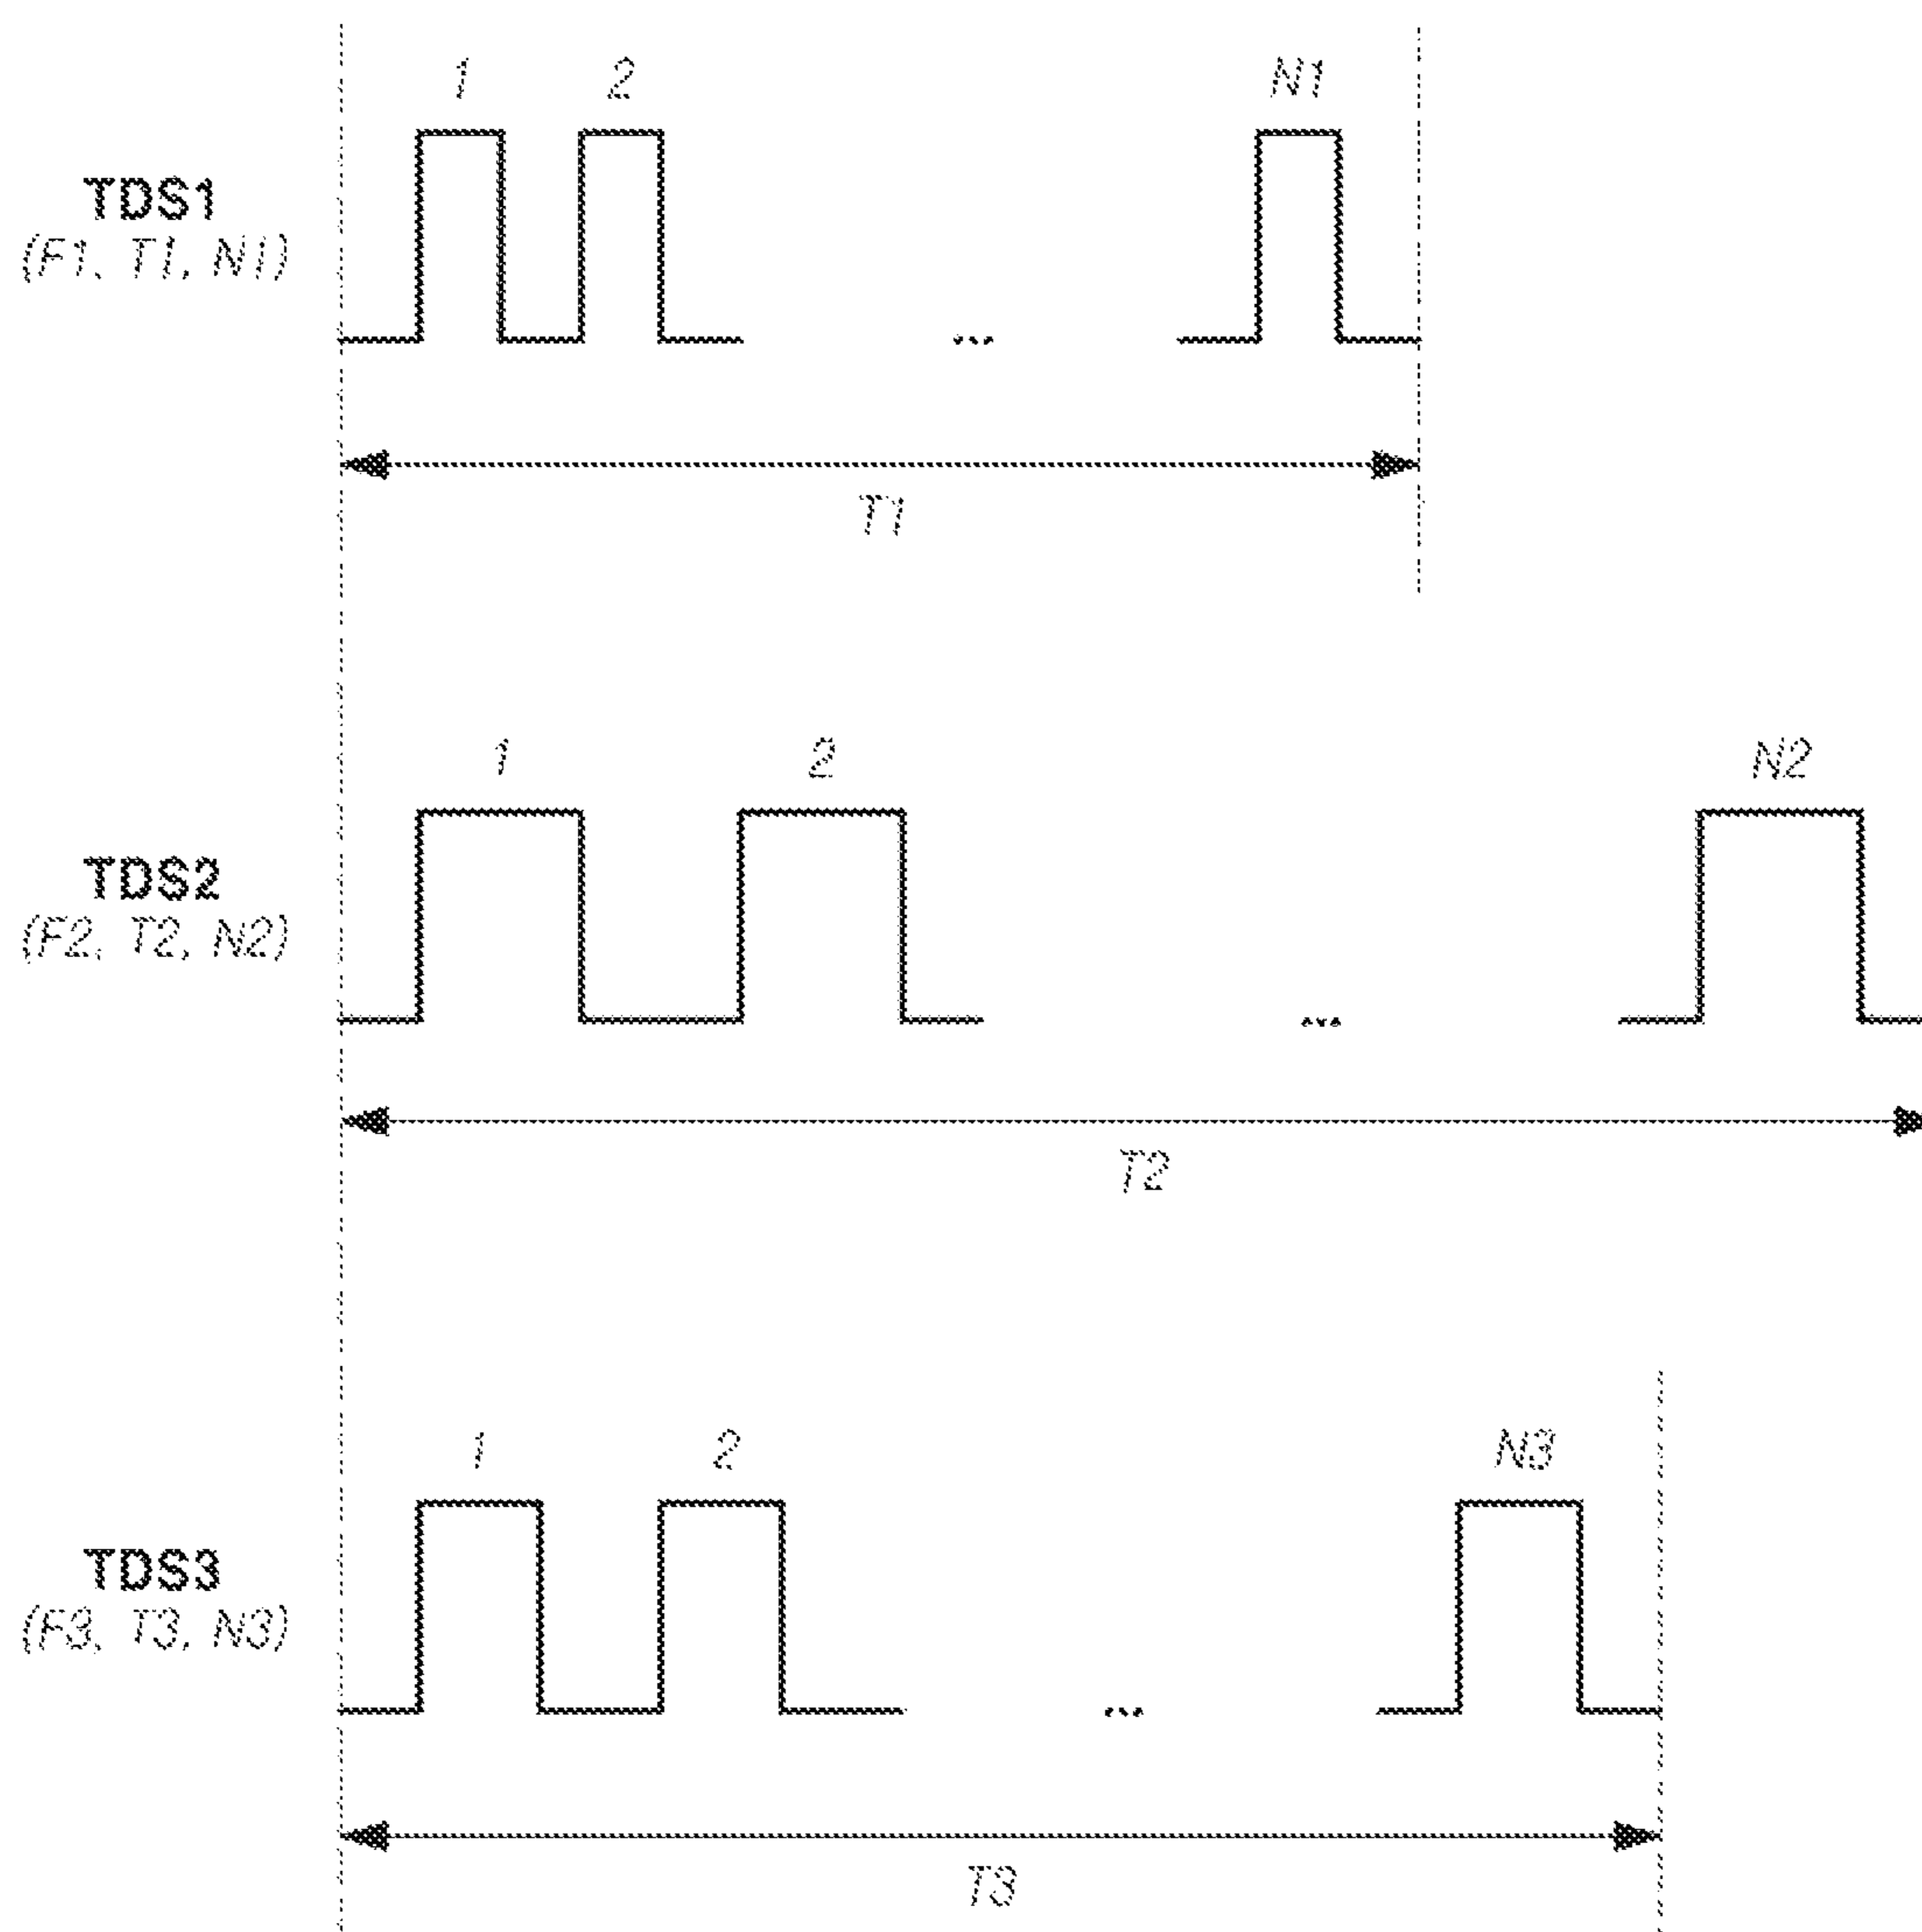 1 2 N1
TDS1
(F1, T1, N1)
...
T1
1 2 N2
TDS2
(F2, T2, N2)
...
T2
1 2 N3
TDS3
(F3, T3, N3)
...
T3